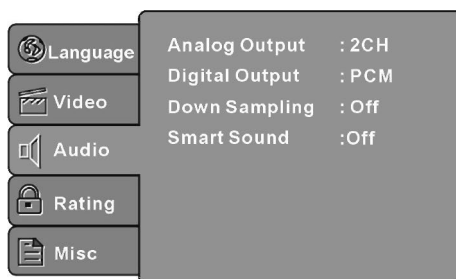 Language
Video
Audio
Rating
Misc
Analog Output : 2CH
Digital Output : PCM
Down Sampling : Off
Smart Sound :Off